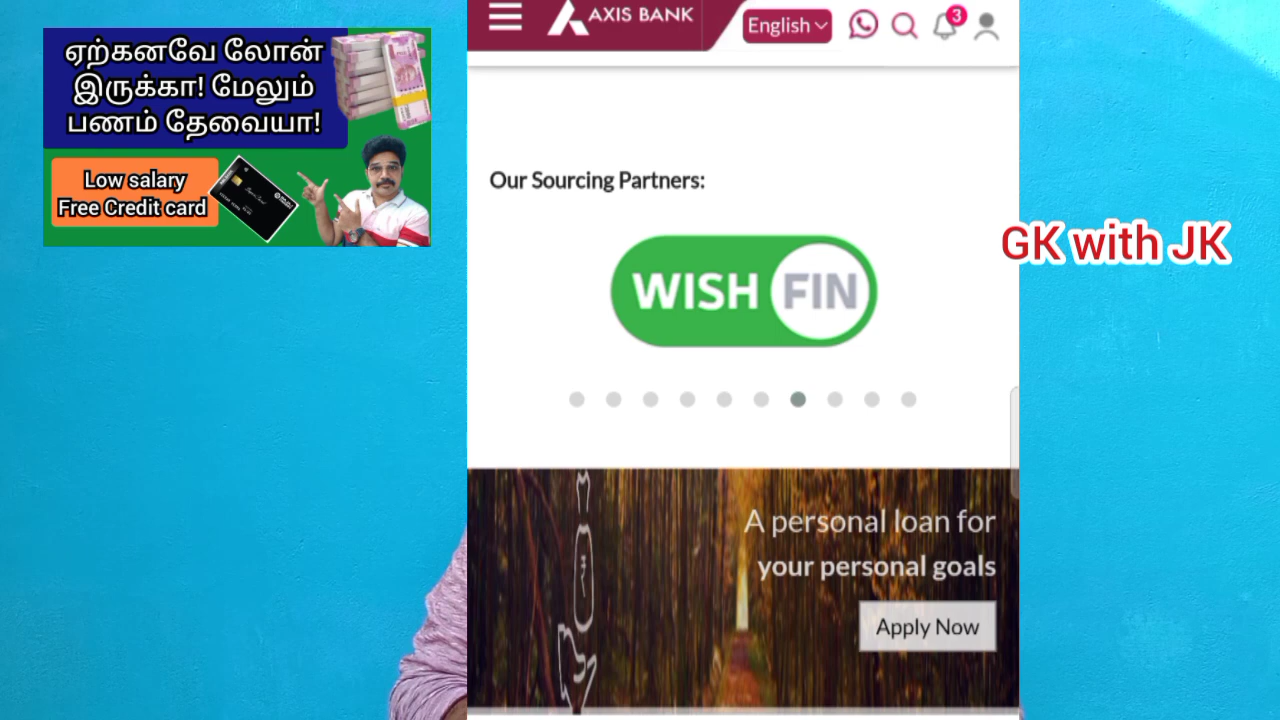 ஏற்கனவே லோன்
இருக்கா! மேலும்
பணம் தேவையா!
Low salary
Free Credit card
AXIS BANK
English
3
Our Sourcing Partners:
WISH FIN
GK with JK
A personal loan for
your personal goals
₹
Apply Now